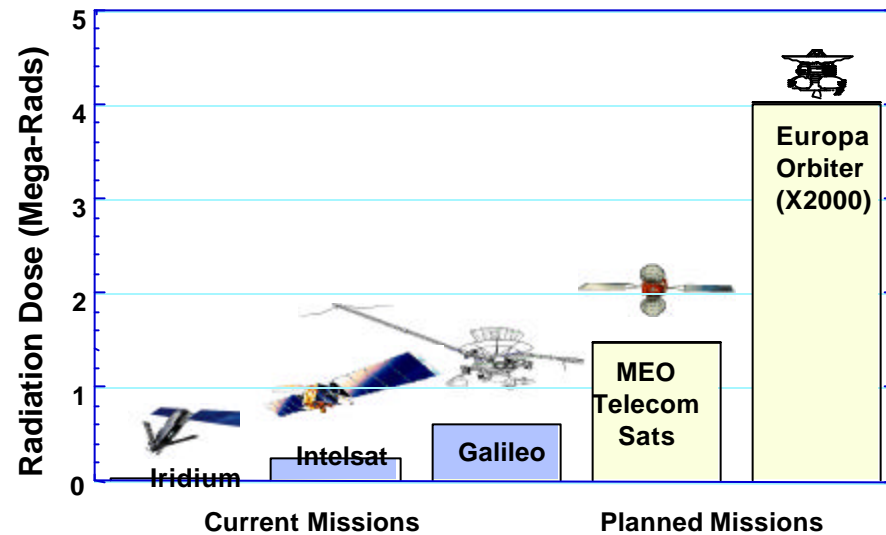 5
4
3
2
1
0
Radiation Dose (Mega-Rads)
Iridium
Intelsat
Galileo
MEO
Telecom
Sats
Europa
Orbiter
(X2000)
Current Missions
Planned Missions